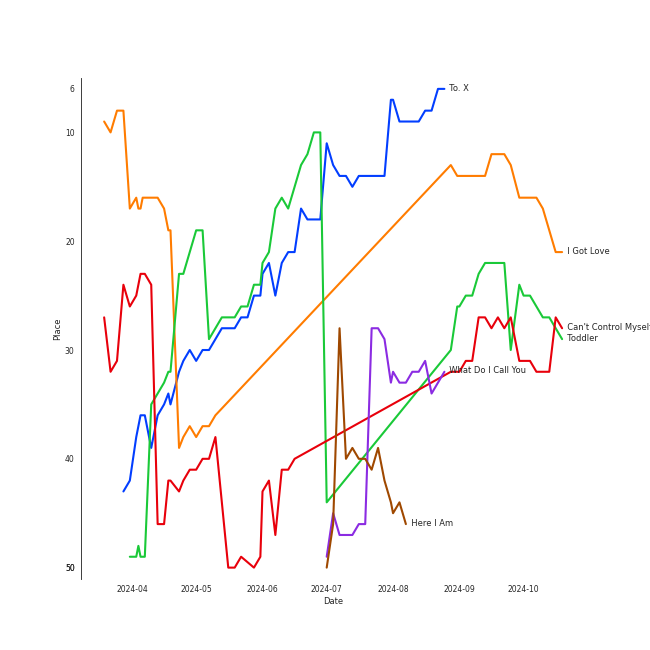 6
To. X
10
20
I Got Love
Can't Control Mysel
30
Toddler
What Do I Call You
Place
40
Here I Am
50
2024-04 2024-05 2024-06 2024-07 2024-08 2024-09 2024-10
Date